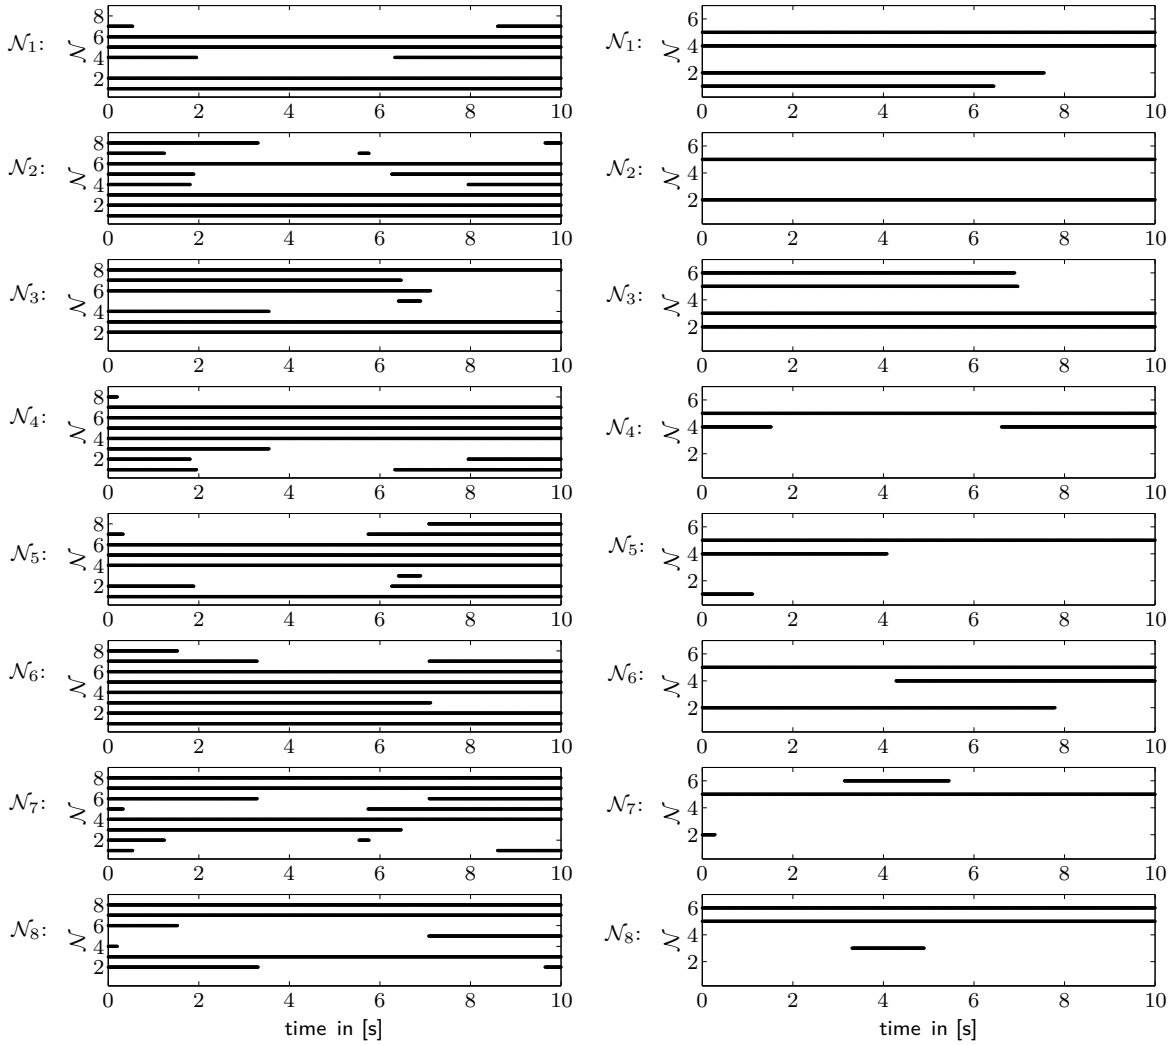 N₁: N 8 6 4 2 0 2 4 6 8 10
N₁: N 6 4 2 0 2 4 6 8 10
N₂: N 8 6 4 2 0 2 4 6 8 10
N₂: N 6 4 2 0 2 4 6 8 10
N₃: N 8 6 4 2 0 2 4 6 8 10
N₃: N 6 4 2 0 2 4 6 8 10
N₄: N 8 6 4 2 0 2 4 6 8 10
N₄: N 6 4 2 0 2 4 6 8 10
N₅: N 8 6 4 2 0 2 4 6 8 10
N₅: N 6 4 2 0 2 4 6 8 10
N₆: N 8 6 4 2 0 2 4 6 8 10
N₆: N 6 4 2 0 2 4 6 8 10
N₇: N 8 6 4 2 0 2 4 6 8 10
N₇: N 6 4 2 0 2 4 6 8 10
N₈: N 8 6 4 2 0 2 4 6 8 10
N₈: N 6 4 2 0 2 4 6 8 10
time in [s]
time in [s]